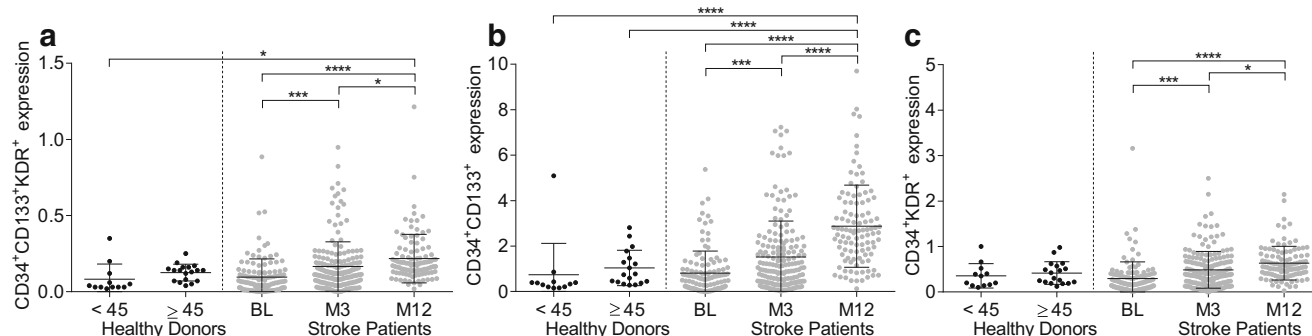 a
CD34⁺CD133⁺KDR⁺ expression
1.5
1.0
0.5
0.0
*
****
*
***
< 45
≥ 45
BL
M3
M12
Healthy Donors
Stroke Patients
b
CD34⁺CD133⁺ expression
10
8
6
4
2
0
****
****
****
****
***
< 45
≥45
BL
M3
M12
Healthy Donors
Stroke Patients
c
CD34⁺KDR⁺ expression
5
4
3
2
1
0
****
*
***
< 45
≥ 45
BL
M3
M12
Healthy Donors
Stroke Patients